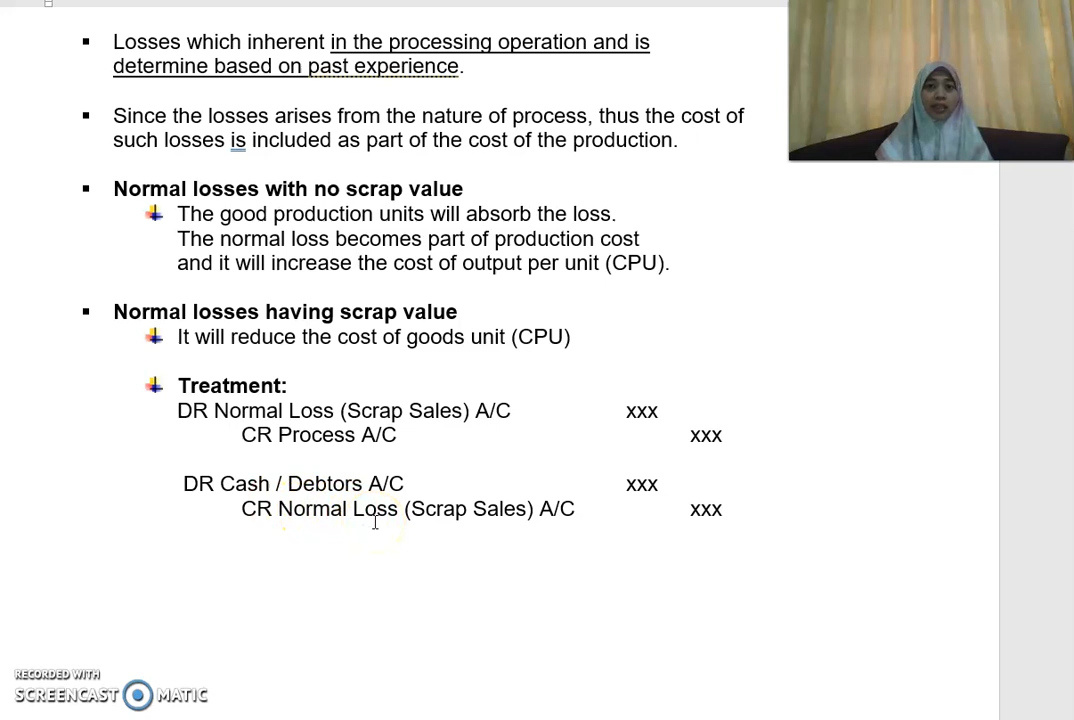 Losses which inherent in the processing operation and is
determine based on past experience.
Since the losses arises from the nature of process, thus the cost of
such losses is included as part of the cost of the production.
Normal losses with no scrap value
The good production units will absorb the loss.
The normal loss becomes part of production cost
and it will increase the cost of output per unit (CPU).
Normal losses having scrap value
It will reduce the cost of goods unit (CPU)
Treatment:
DR Normal Loss (Scrap Sales) A/C xxx
CR Process A/C xxx
DR Cash / Debtors A/C xxx
CR Normal Loss (Scrap Sales) A/C xxx
RECORDED WITH
SCREENCAST MATIC